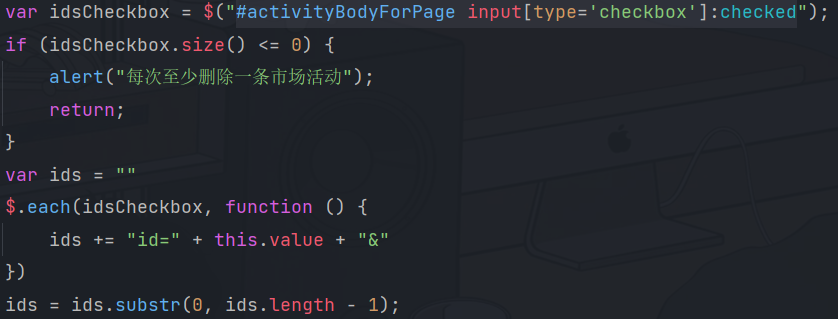 var idsCheckbox = $("#activityBodyForPage input[type='checkbox']:checked");
if (idsCheckbox.size() <= 0) {
    alert("每次至少删除一条市场活动");
    return;
}
var ids = ""
$.each(idsCheckbox, function () {
    ids += "id=" + this.value + "&"
})
ids = ids.substr(0, ids.length - 1);